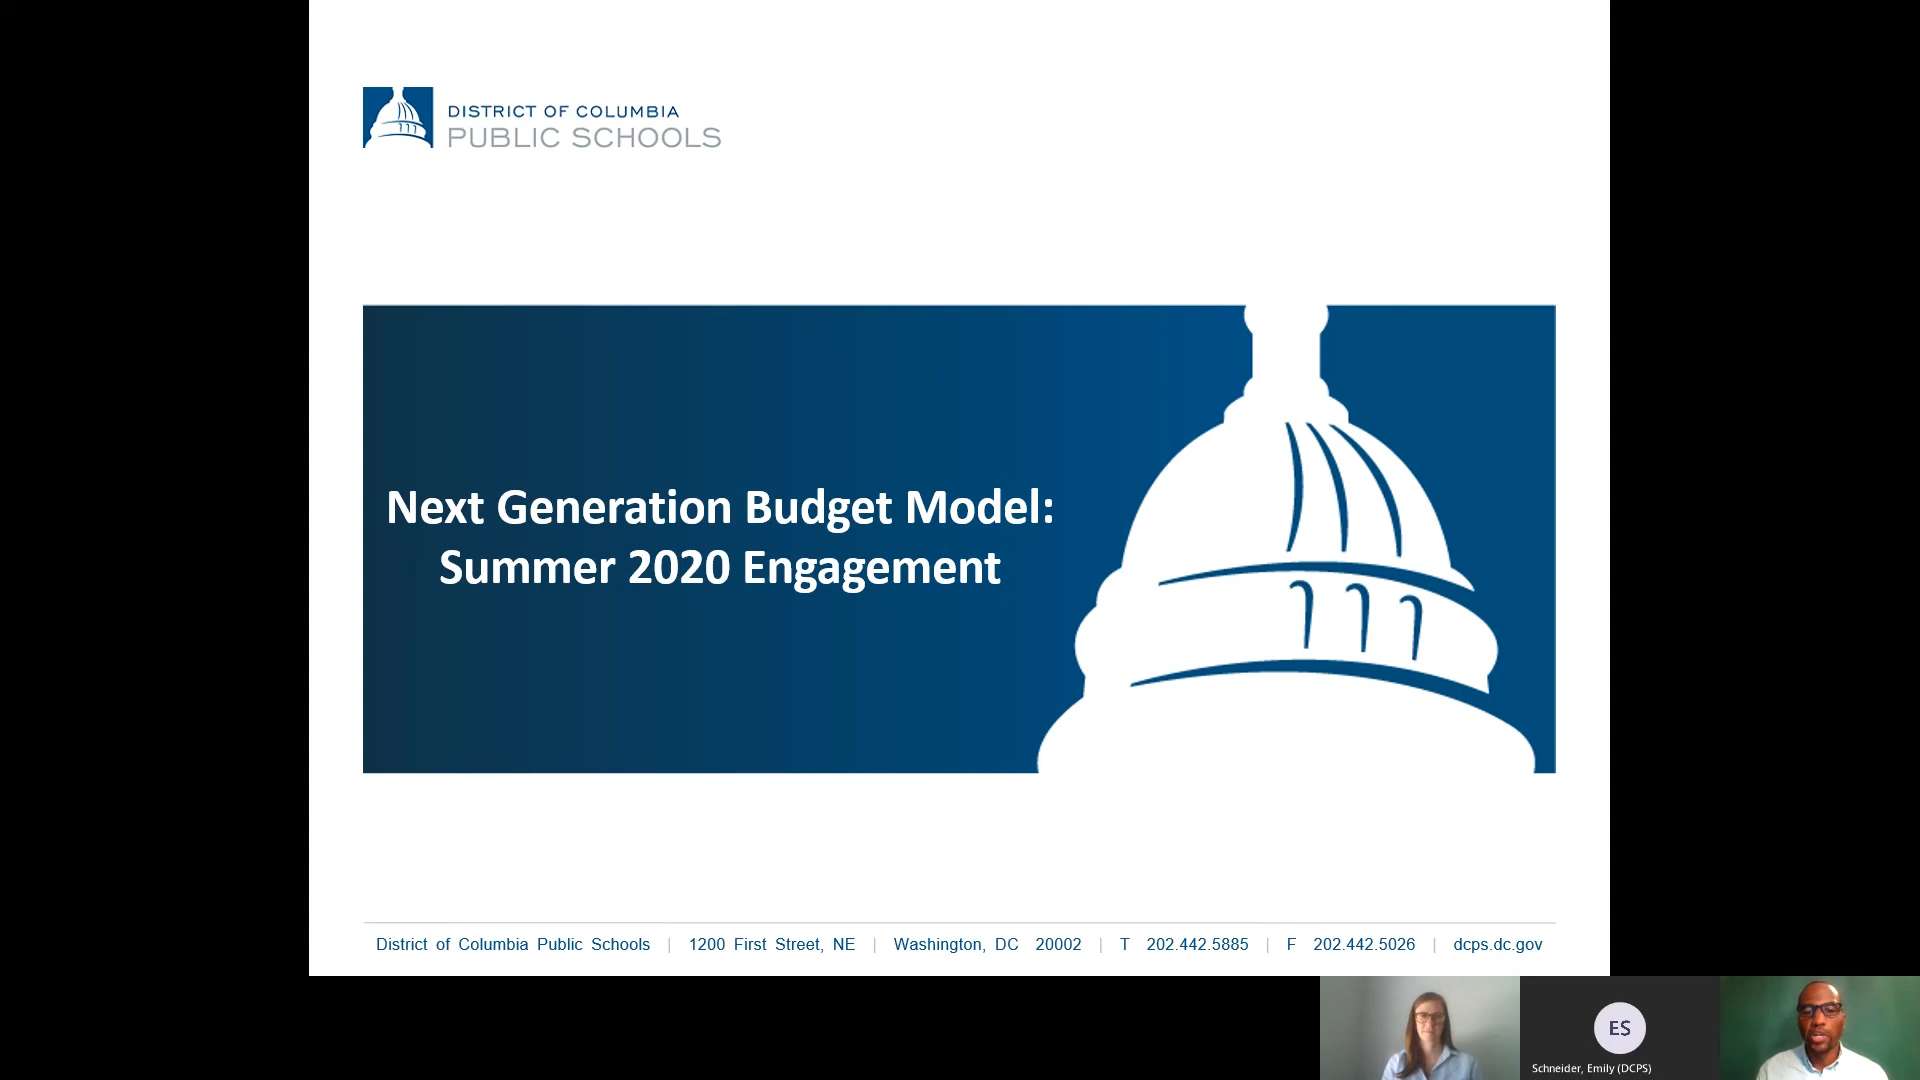 DISTRICT OF COLUMBIA
PUBLIC SCHOOLS
Next Generation Budget Model:
Summer 2020 Engagement
District of Columbia Public Schools | 1200 First Street, NE | Washington, DC 20002 | T 202.442.5885 | F 202.442.5026 | dcps.dc.gov
ES
Schneider, Emily (DCPS)